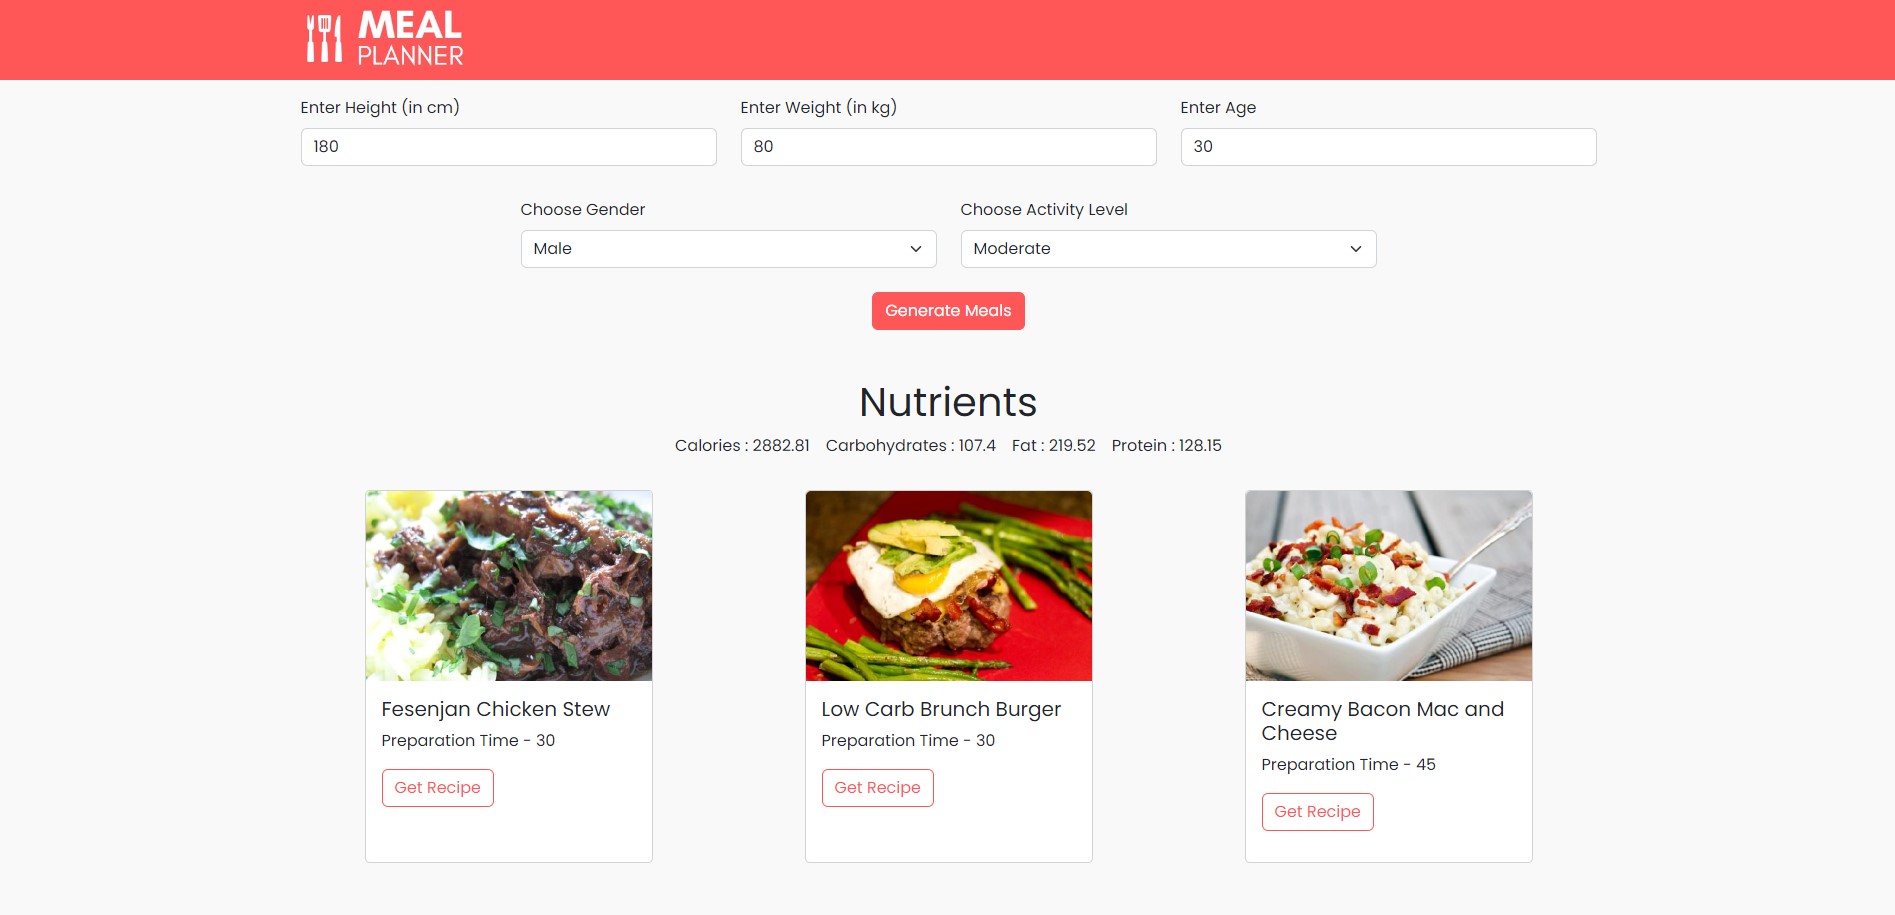 MEAL
PLANNER
Enter Height (in cm)
Enter Weight (in kg)
Enter Age
180
80
30
Choose Gender
Choose Activity Level
Male
Moderate
Generate Meals
Nutrients
Calories : 2882.81 Carbohydrates : 107.4 Fat : 219.52 Protein : 128.15
Fesenjan Chicken Stew
Preparation Time - 30
Get Recipe
Low Carb Brunch Burger
Preparation Time - 30
Get Recipe
Creamy Bacon Mac and
Cheese
Preparation Time - 45
Get Recipe